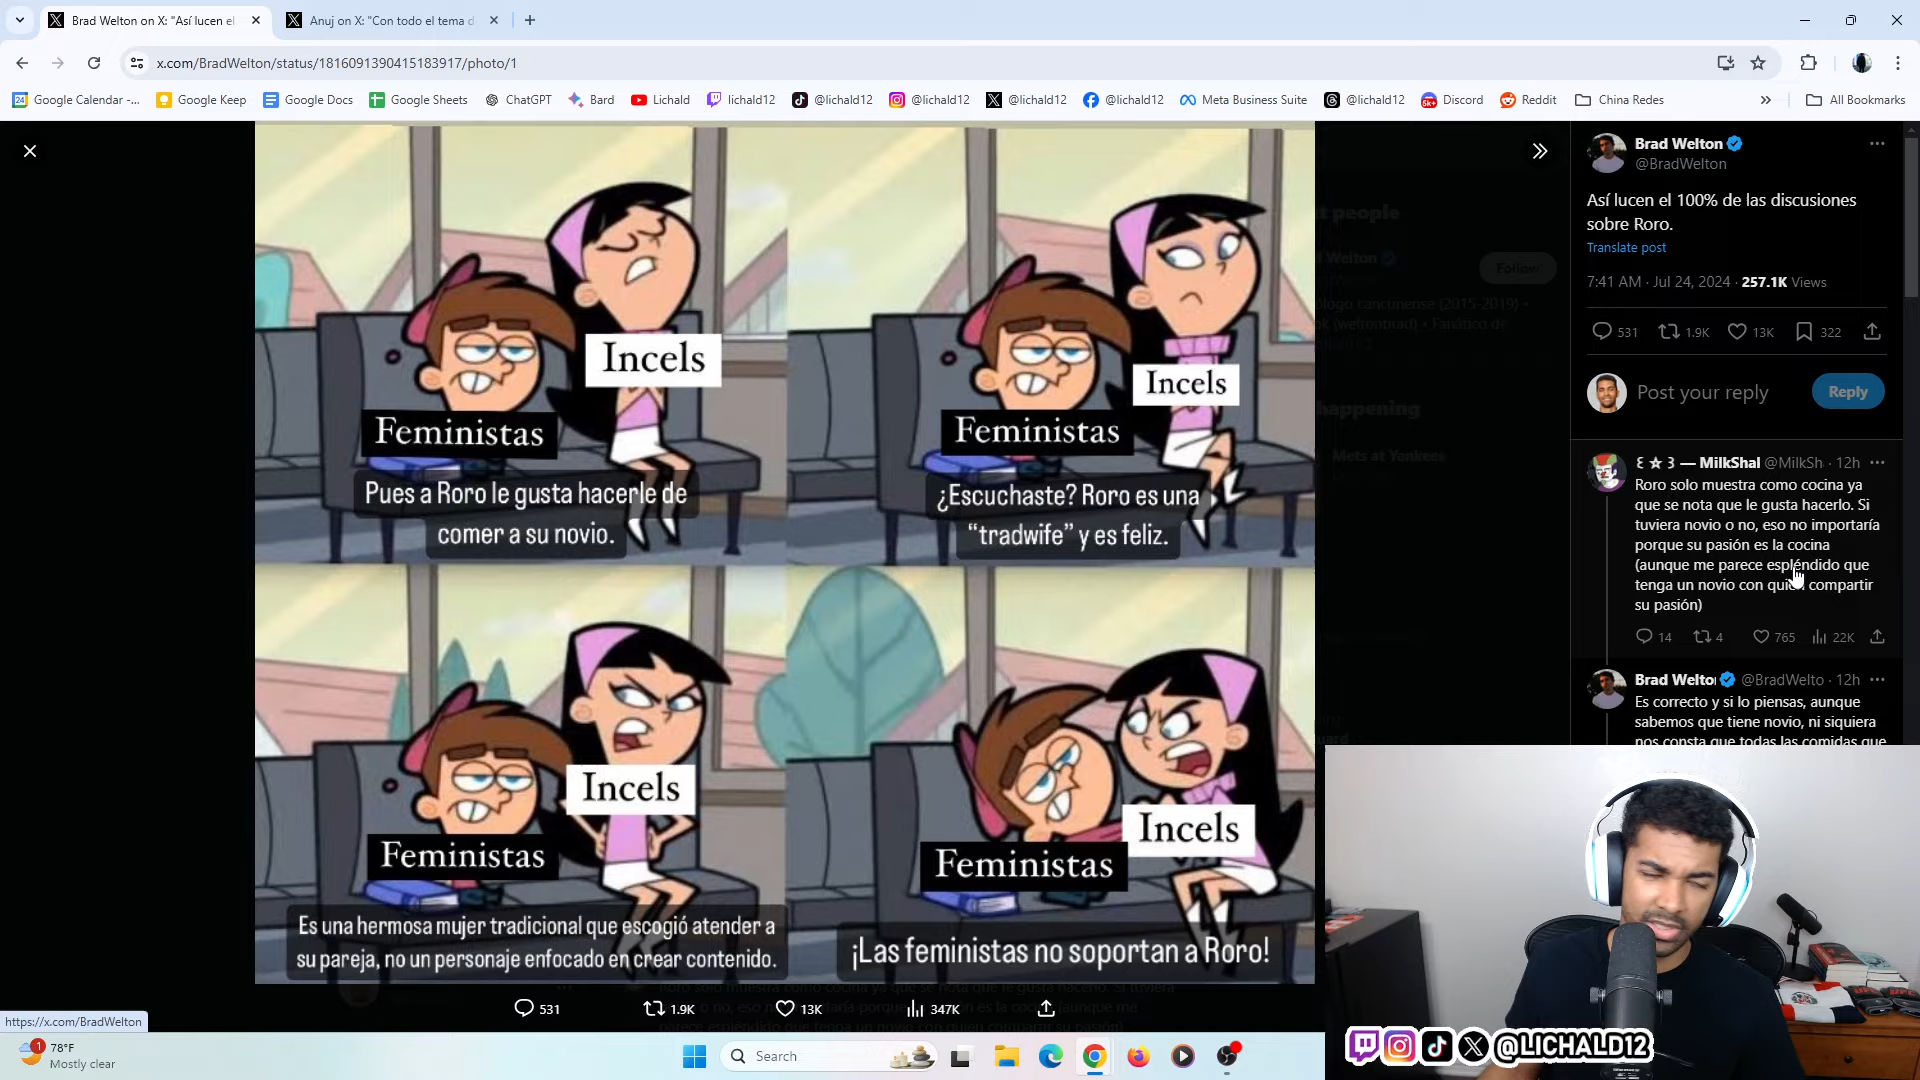 Brad Welton on X: "Así lucen el
Anuj on X: "Con todo el tema d
x.com/BradWelton/status/1816091390415183917/photo/1
Google Calendar -...
Google Keep
Google Docs
Google Sheets
ChatGPT
Bard
Lichald
lichald12
@lichald12
@lichald12
@lichald12
@lichald12
Meta Business Suite
@lichald12
Discord
Reddit
China Redes
All Bookmarks
Incels
Feministas
Pues a Roro le gusta hacerle de
comer a su novio.
Incels
Feministas
¿Escuchaste? Roro es una
“tradwife” y es feliz.
Incels
Feministas
Es una hermosa mujer tradicional que escogió atender a
su pareja, no un personaje enfocado en crear contenido.
Incels
Feministas
¡Las feministas no soportan a Roro!
531
1.9K
13K
347K
Brad Welton
@BradWelton
Así lucen el 100% de las discusiones
sobre Roro.
Translate post
7:41 AM · Jul 24, 2024 · 257.1K Views
531
1.9K
13K
322
Post your reply
Reply
MilkShal @MilkSh · 12h
Roro solo muestra como cocina ya
que se nota que le gusta hacerlo. Si
tuviera novio o no, eso no importaría
porque su pasión es la cocina
(aunque me parece espléndido que
tenga un novio con quien compartir
su pasión)
14
4
765
22K
Brad Welto @BradWelto · 12h
Es correcto y si lo piensas, aunque
sabemos que tiene novio, ni siquiera
nos consta que todas las comidas que
https://x.com/BradWelton
1
78°F
Mostly clear
Search
@LICHALD12